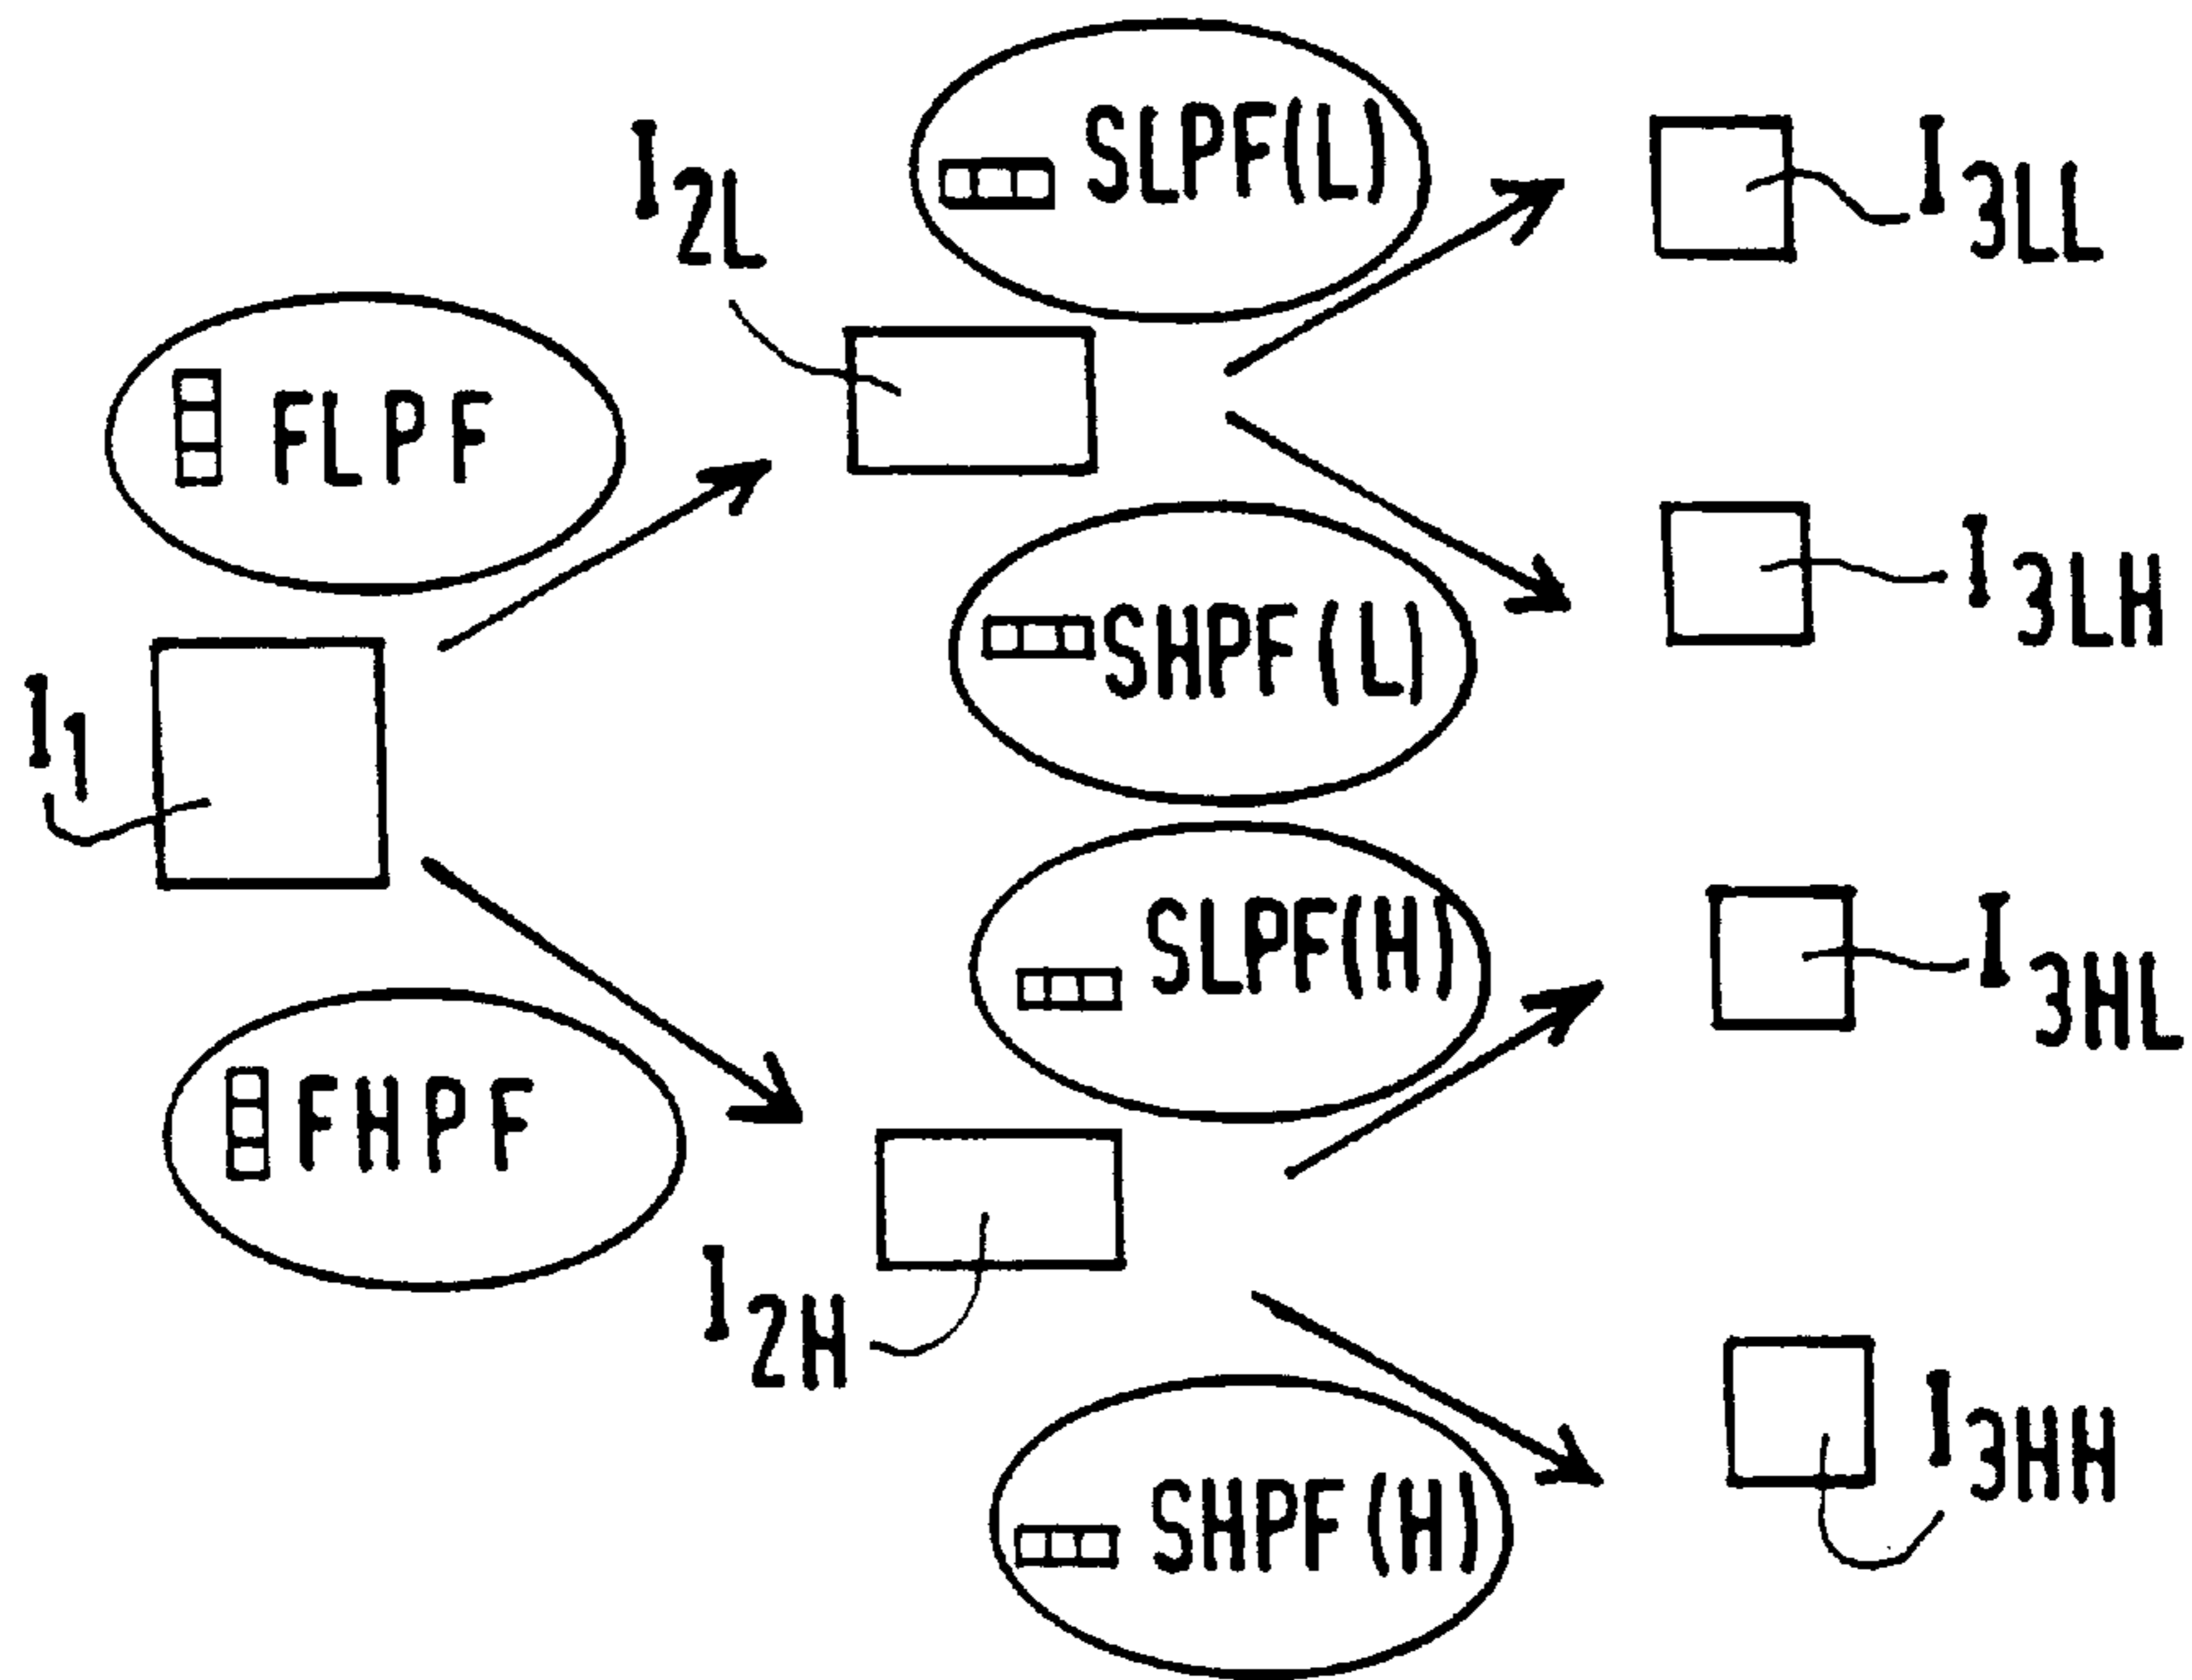 SLPF(L)
I2L
I3LL
FLPF
I3LH
SHPF(L)
I1
SLPF(H)
I3HL
FHPF
I2H
I3HH
SHPF(H)